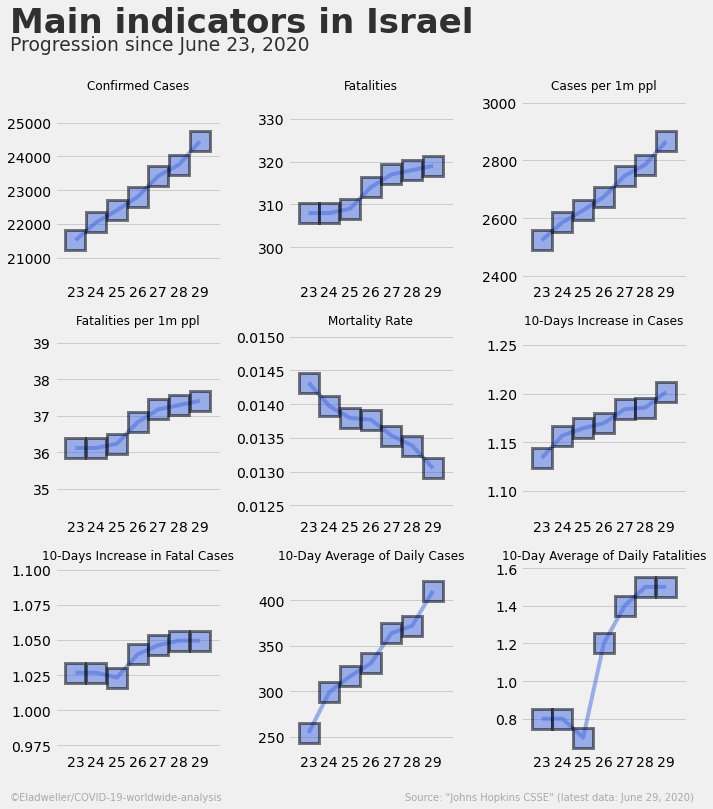 Main indicators in Israel
Progression since June 23, 2020
Confirmed Cases
25000
24000
23000
22000
21000
23 24 25 26 27 28 29
Fatalities
330
320
310
300
23 24 25 26 27 28 29
Cases per 1m ppl
3000
2800
2600
2400
23 24 25 26 27 28 29
Fatalities per 1m ppl
39
38
37
36
35
23 24 25 26 27 28 29
Mortality Rate
0.0150
0.0145
0.0140
0.0135
0.0130
0.0125
23 24 25 26 27 28 29
10-Days Increase in Cases
1.25
1.20
1.15
1.10
23 24 25 26 27 28 29
10-Days Increase in Fatal Cases
1.100
1.075
1.050
1.025
1.000
0.975
23 24 25 26 27 28 29
10-Day Average of Daily Cases
400
350
300
250
23 24 25 26 27 28 29
10-Day Average of Daily Fatalities
1.6
1.4
1.2
1.0
0.8
23 24 25 26 27 28 29
©Eladweller/COVID-19-worldwide-analysis
Source: "Johns Hopkins CSSE" (latest data: June 29, 2020)